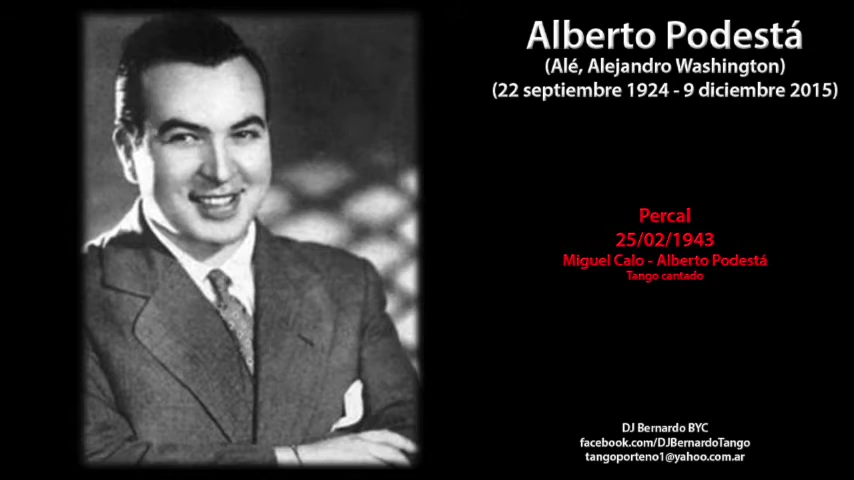 Alberto Podestá
(Alé, Alejandro Washington)
(22 septiembre 1924 - 9 diciembre 2015)
Percal
25/02/1943
Miguel Calo - Alberto Podestá
Tango cantado
DJ Bernardo BYC
facebook.com/DJBernardoTango
tangoporteno1@yahoo.com.ar